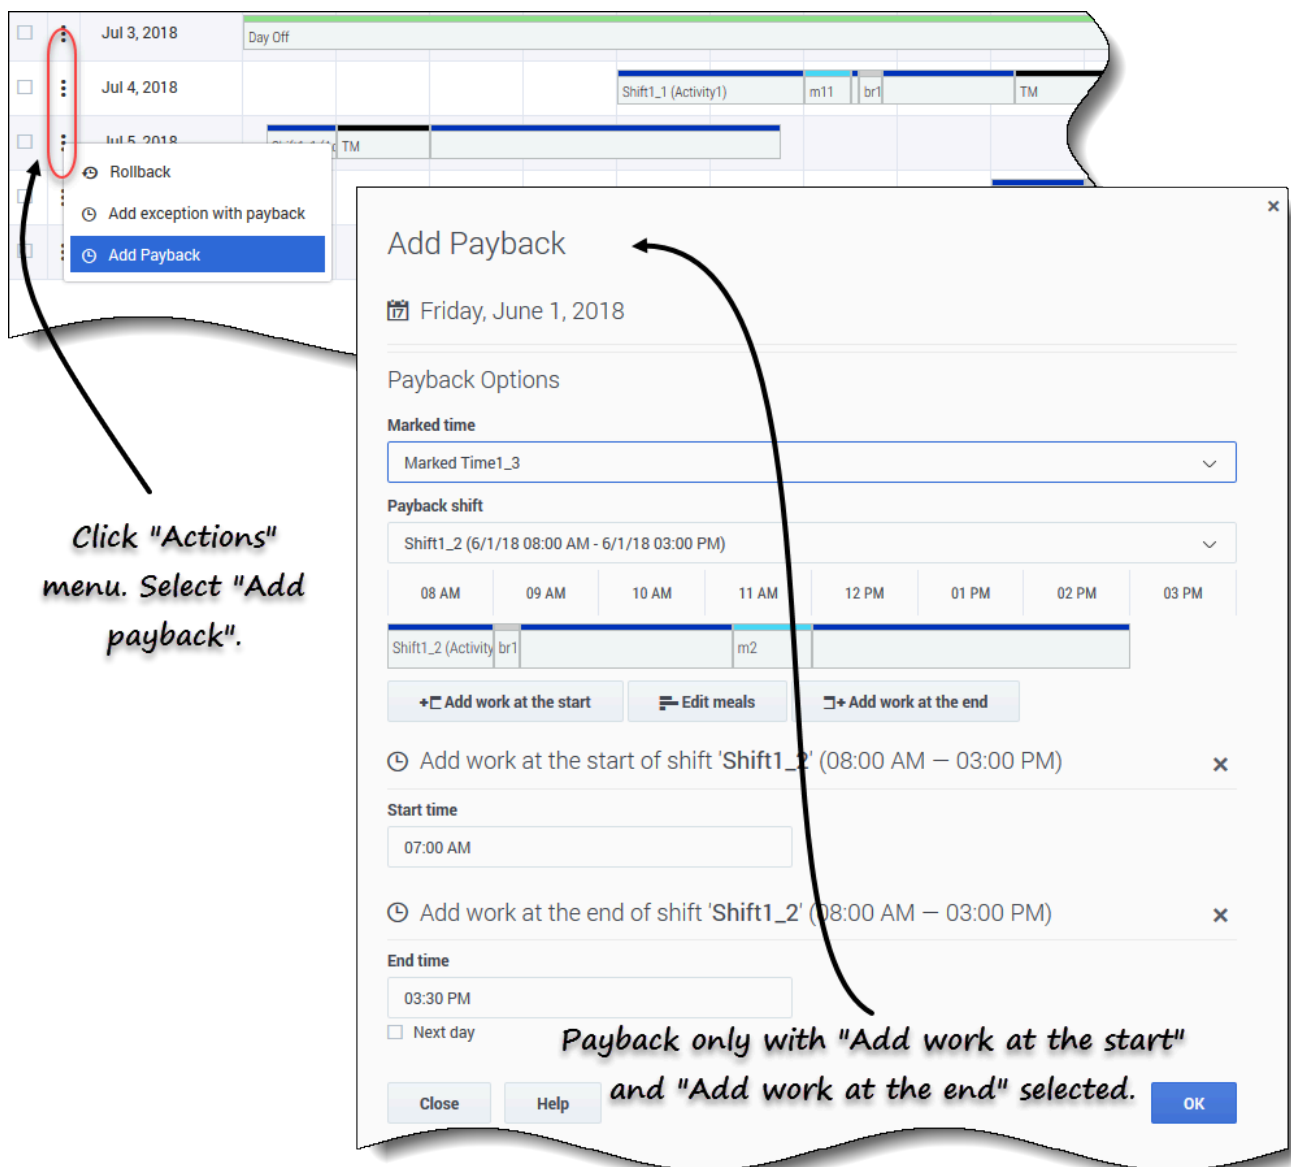 Jul 3, 2018
Day Off
Jul 4, 2018
Shift1_1 (Activity1)
m11
br1
TM
Jul 5, 2018
TM
Rollback
Add exception with payback
Add Payback
Click "Actions"
menu. Select "Add
payback".
×
Add Payback
17
Friday, June 1, 2018
Payback Options
Marked time
Marked Time1_3
Payback shift
Shift1_2 (6/1/18 08:00 AM - 6/1/18 03:00 PM)
08 AM 09 AM 10 AM 11 AM 12 PM 01 PM 02 PM 03 PM
Shift1_2 (Activity br1 m2
Add work at the start Edit meals Add work at the end
Add work at the start of shift 'Shift1_2' (08:00 AM — 03:00 PM) ×
Start time
07:00 AM
Add work at the end of shift 'Shift1_2' (08:00 AM — 03:00 PM) ×
End time
03:30 PM
Next day
Payback only with "Add work at the start"
and "Add work at the end" selected.
Close Help OK